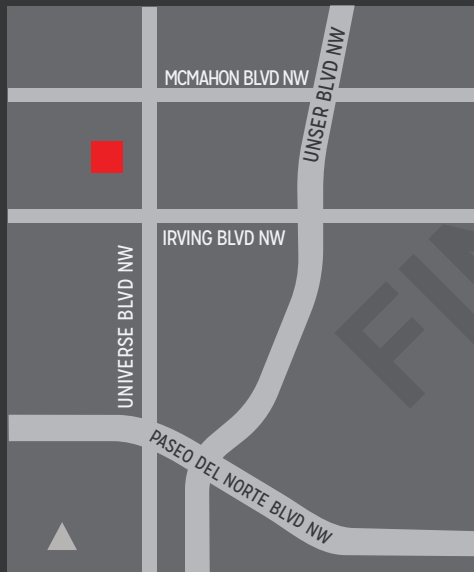 MCMAHON BLVD NW
UNSER BLVD NW
IRVING BLVD NW
UNIVERSE BLVD NW
PASEO DEL NORTE BLVD NW